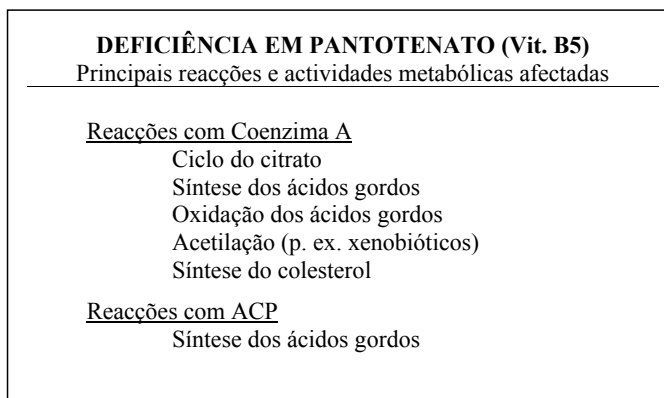 DEFICIÊNCIA EM PANTOTENATO (Vit. B5)
Principais reacções e actividades metabólicas afectadas
Reacções com Coenzima A
Ciclo do citrato
Síntese dos ácidos gordos
Oxidação dos ácidos gordos
Acetilação (p. ex. xenobióticos)
Síntese do colesterol
Reacções com ACP
Síntese dos ácidos gordos